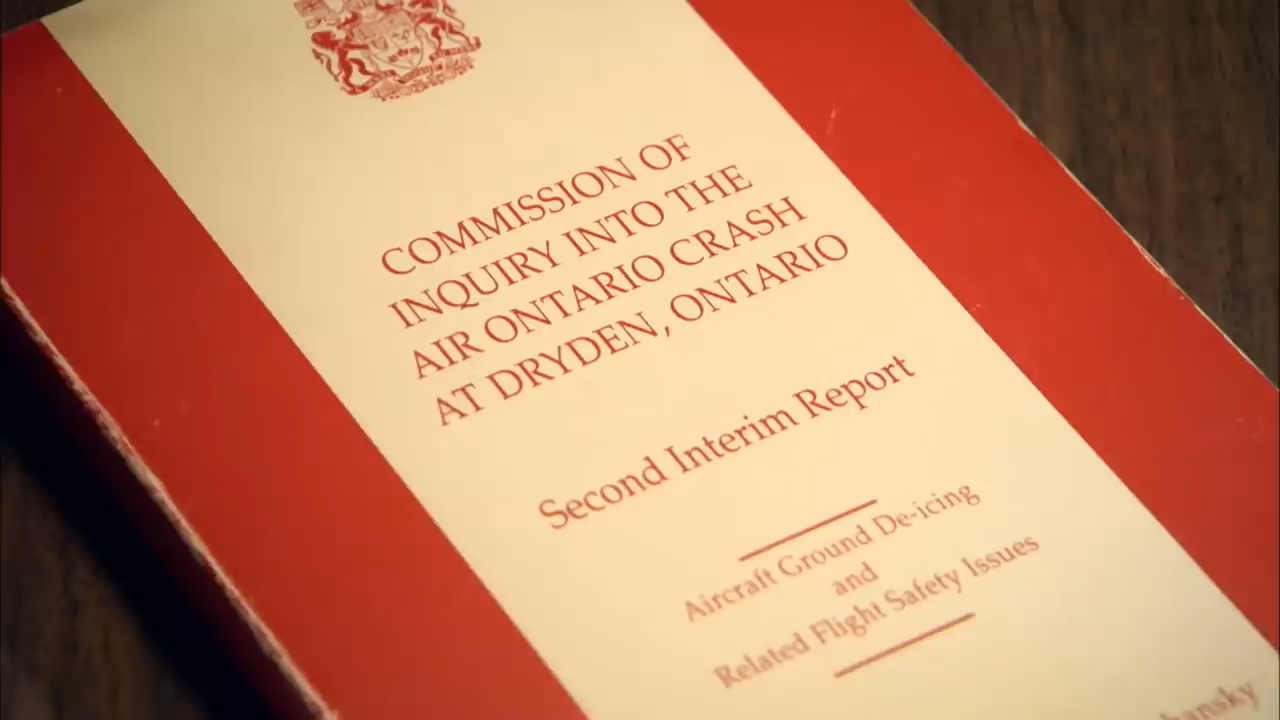 COMMISSION OF
INQUIRY INTO THE
AIR ONTARIO CRASH
AT DRYDEN, ONTARIO
Second Interim Report
Aircraft Ground De-icing
and
Related Flight Safety Issues